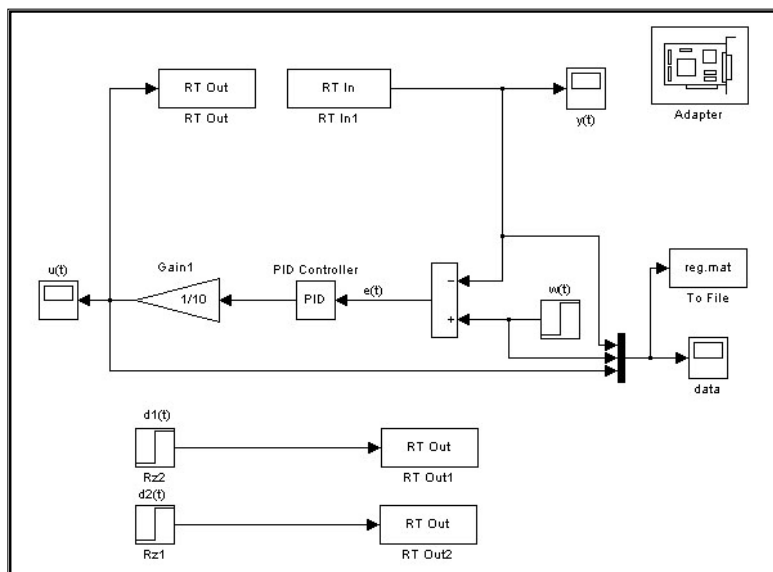 RT Out
RT Out
RT In
RT In1
y(t)
Adapter
u(t)
Gain1
1/10
PID Controller
PID
e(t)
−
+
w(t)
reg.mat
To File
data
d1(t)
Rz2
RT Out
RT Out1
d2(t)
Rz1
RT Out
RT Out2